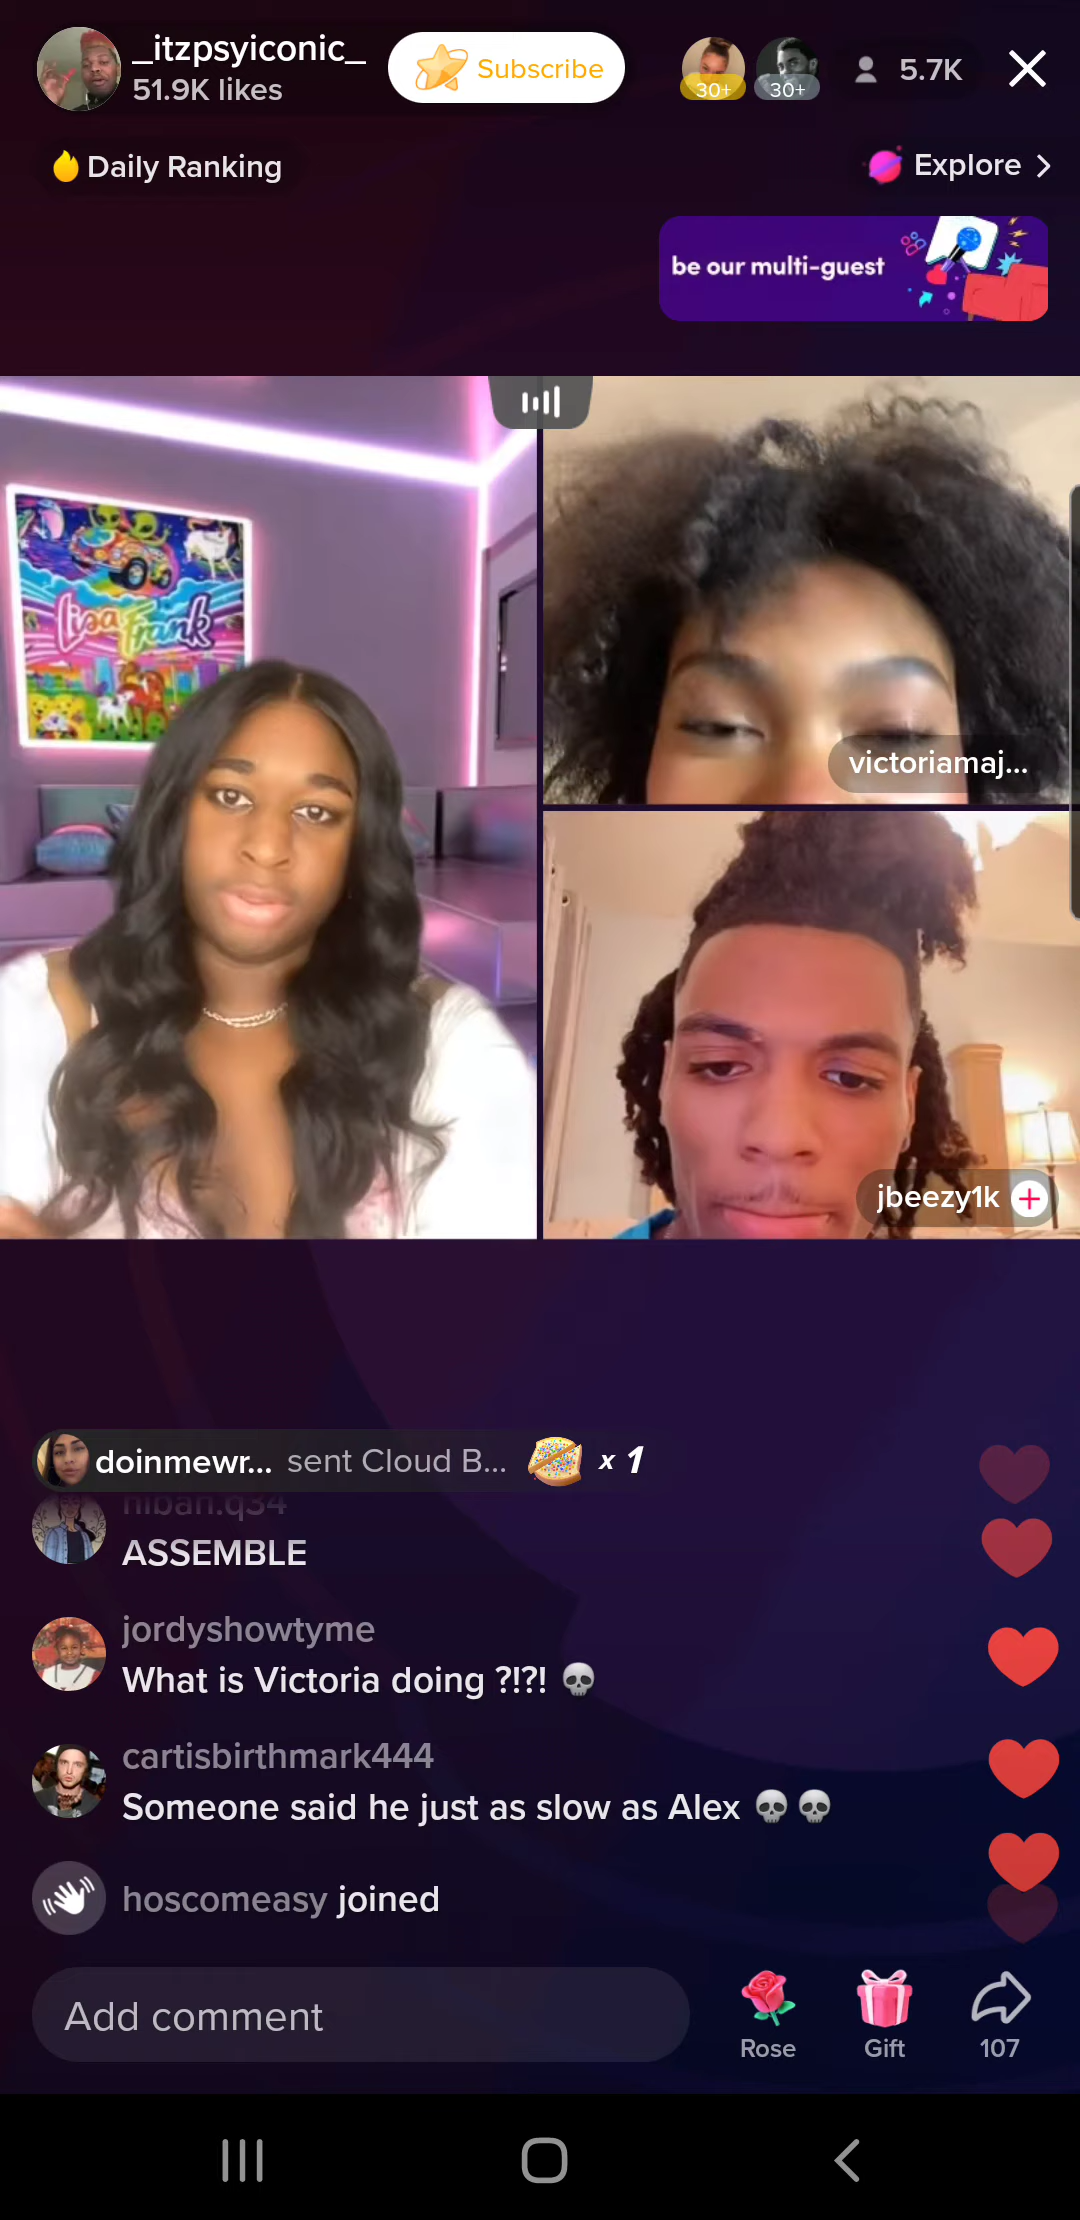 _itzpsyiconic_
51.9K likes
Subscribe
30+
30+
5.7K
Daily Ranking
Explore
be our multi-guest
Lisa Frank
victoriamaj...
jbeezy1k
doinmewr... sent Cloud B... x 1
hiban.q34
ASSEMBLE
jordyshowtyme
What is Victoria doing ?!?! 💀
cartisbirthmark444
Someone said he just as slow as Alex 💀💀
hoscomeasy joined
Add comment
Rose
Gift
107